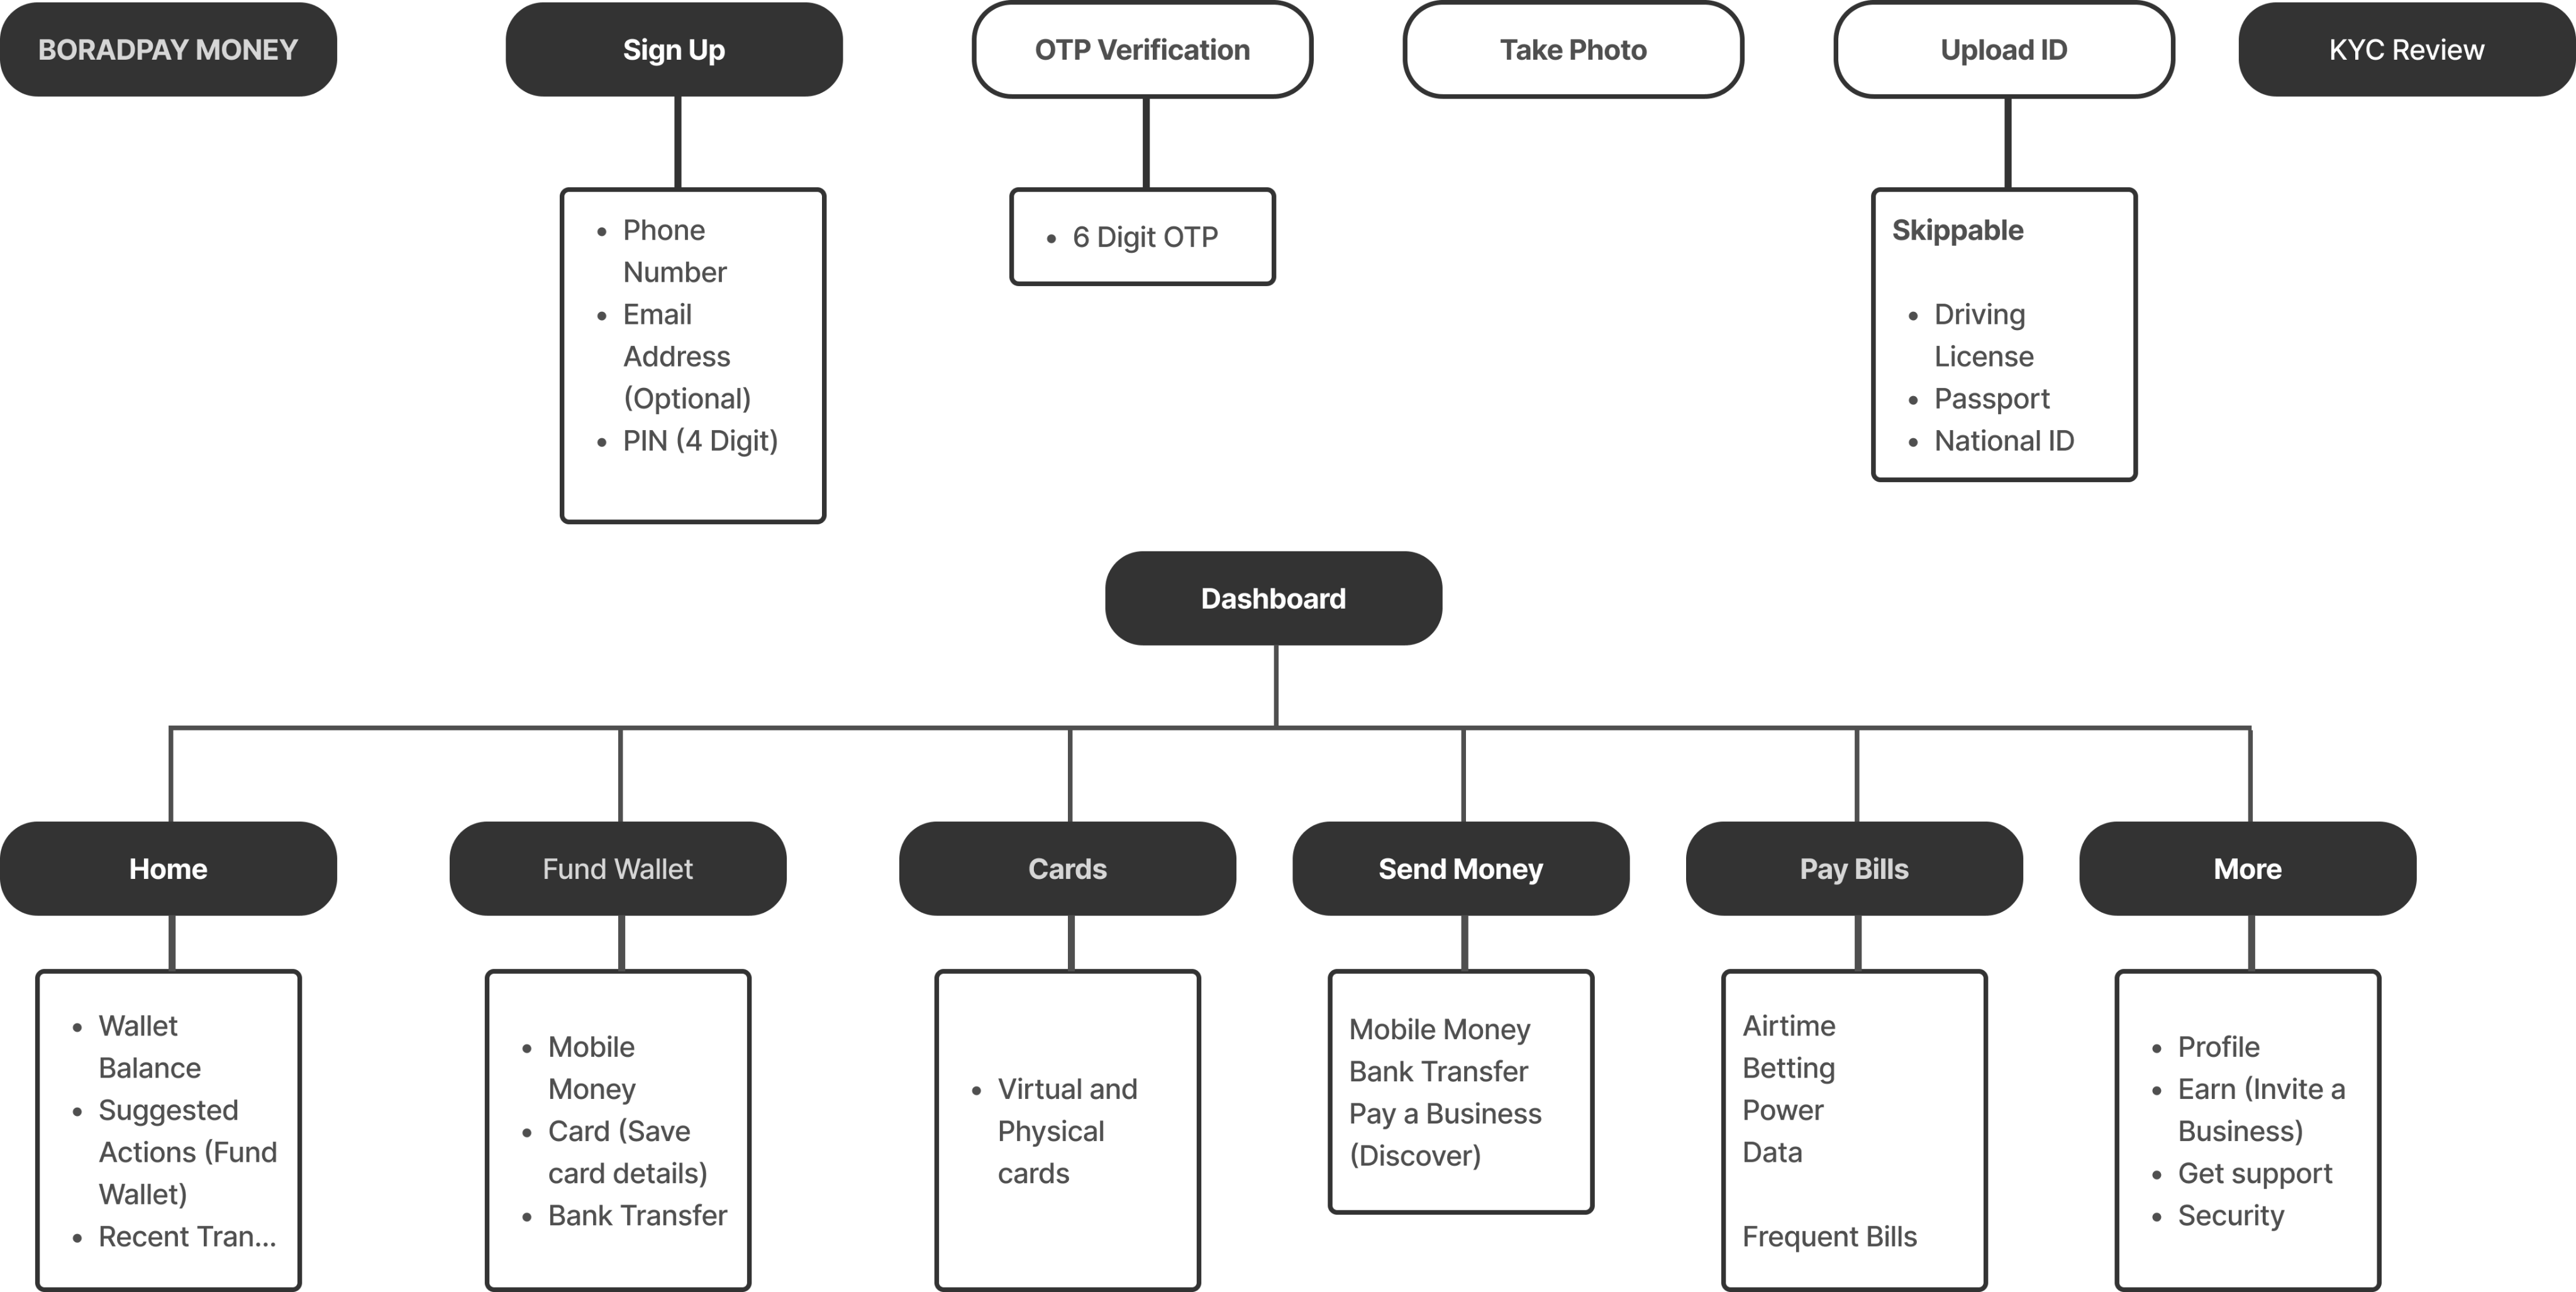 BORADPAY MONEY
Sign Up
OTP Verification
Take Photo
Upload ID
KYC Review
• Phone
Number
• Email
Address
(Optional)
• PIN (4 Digit)
• 6 Digit OTP
Skippable
• Driving
License
• Passport
• National ID
Dashboard
Home
Fund Wallet
Cards
Send Money
Pay Bills
More
• Wallet
Balance
• Suggested
Actions (Fund
Wallet)
• Recent Tran...
• Mobile
Money
• Card (Save
card details)
• Bank Transfer
• Virtual and
Physical
cards
Mobile Money
Bank Transfer
Pay a Business
(Discover)
Airtime
Betting
Power
Data
Frequent Bills
• Profile
• Earn (Invite a
Business)
• Get support
• Security